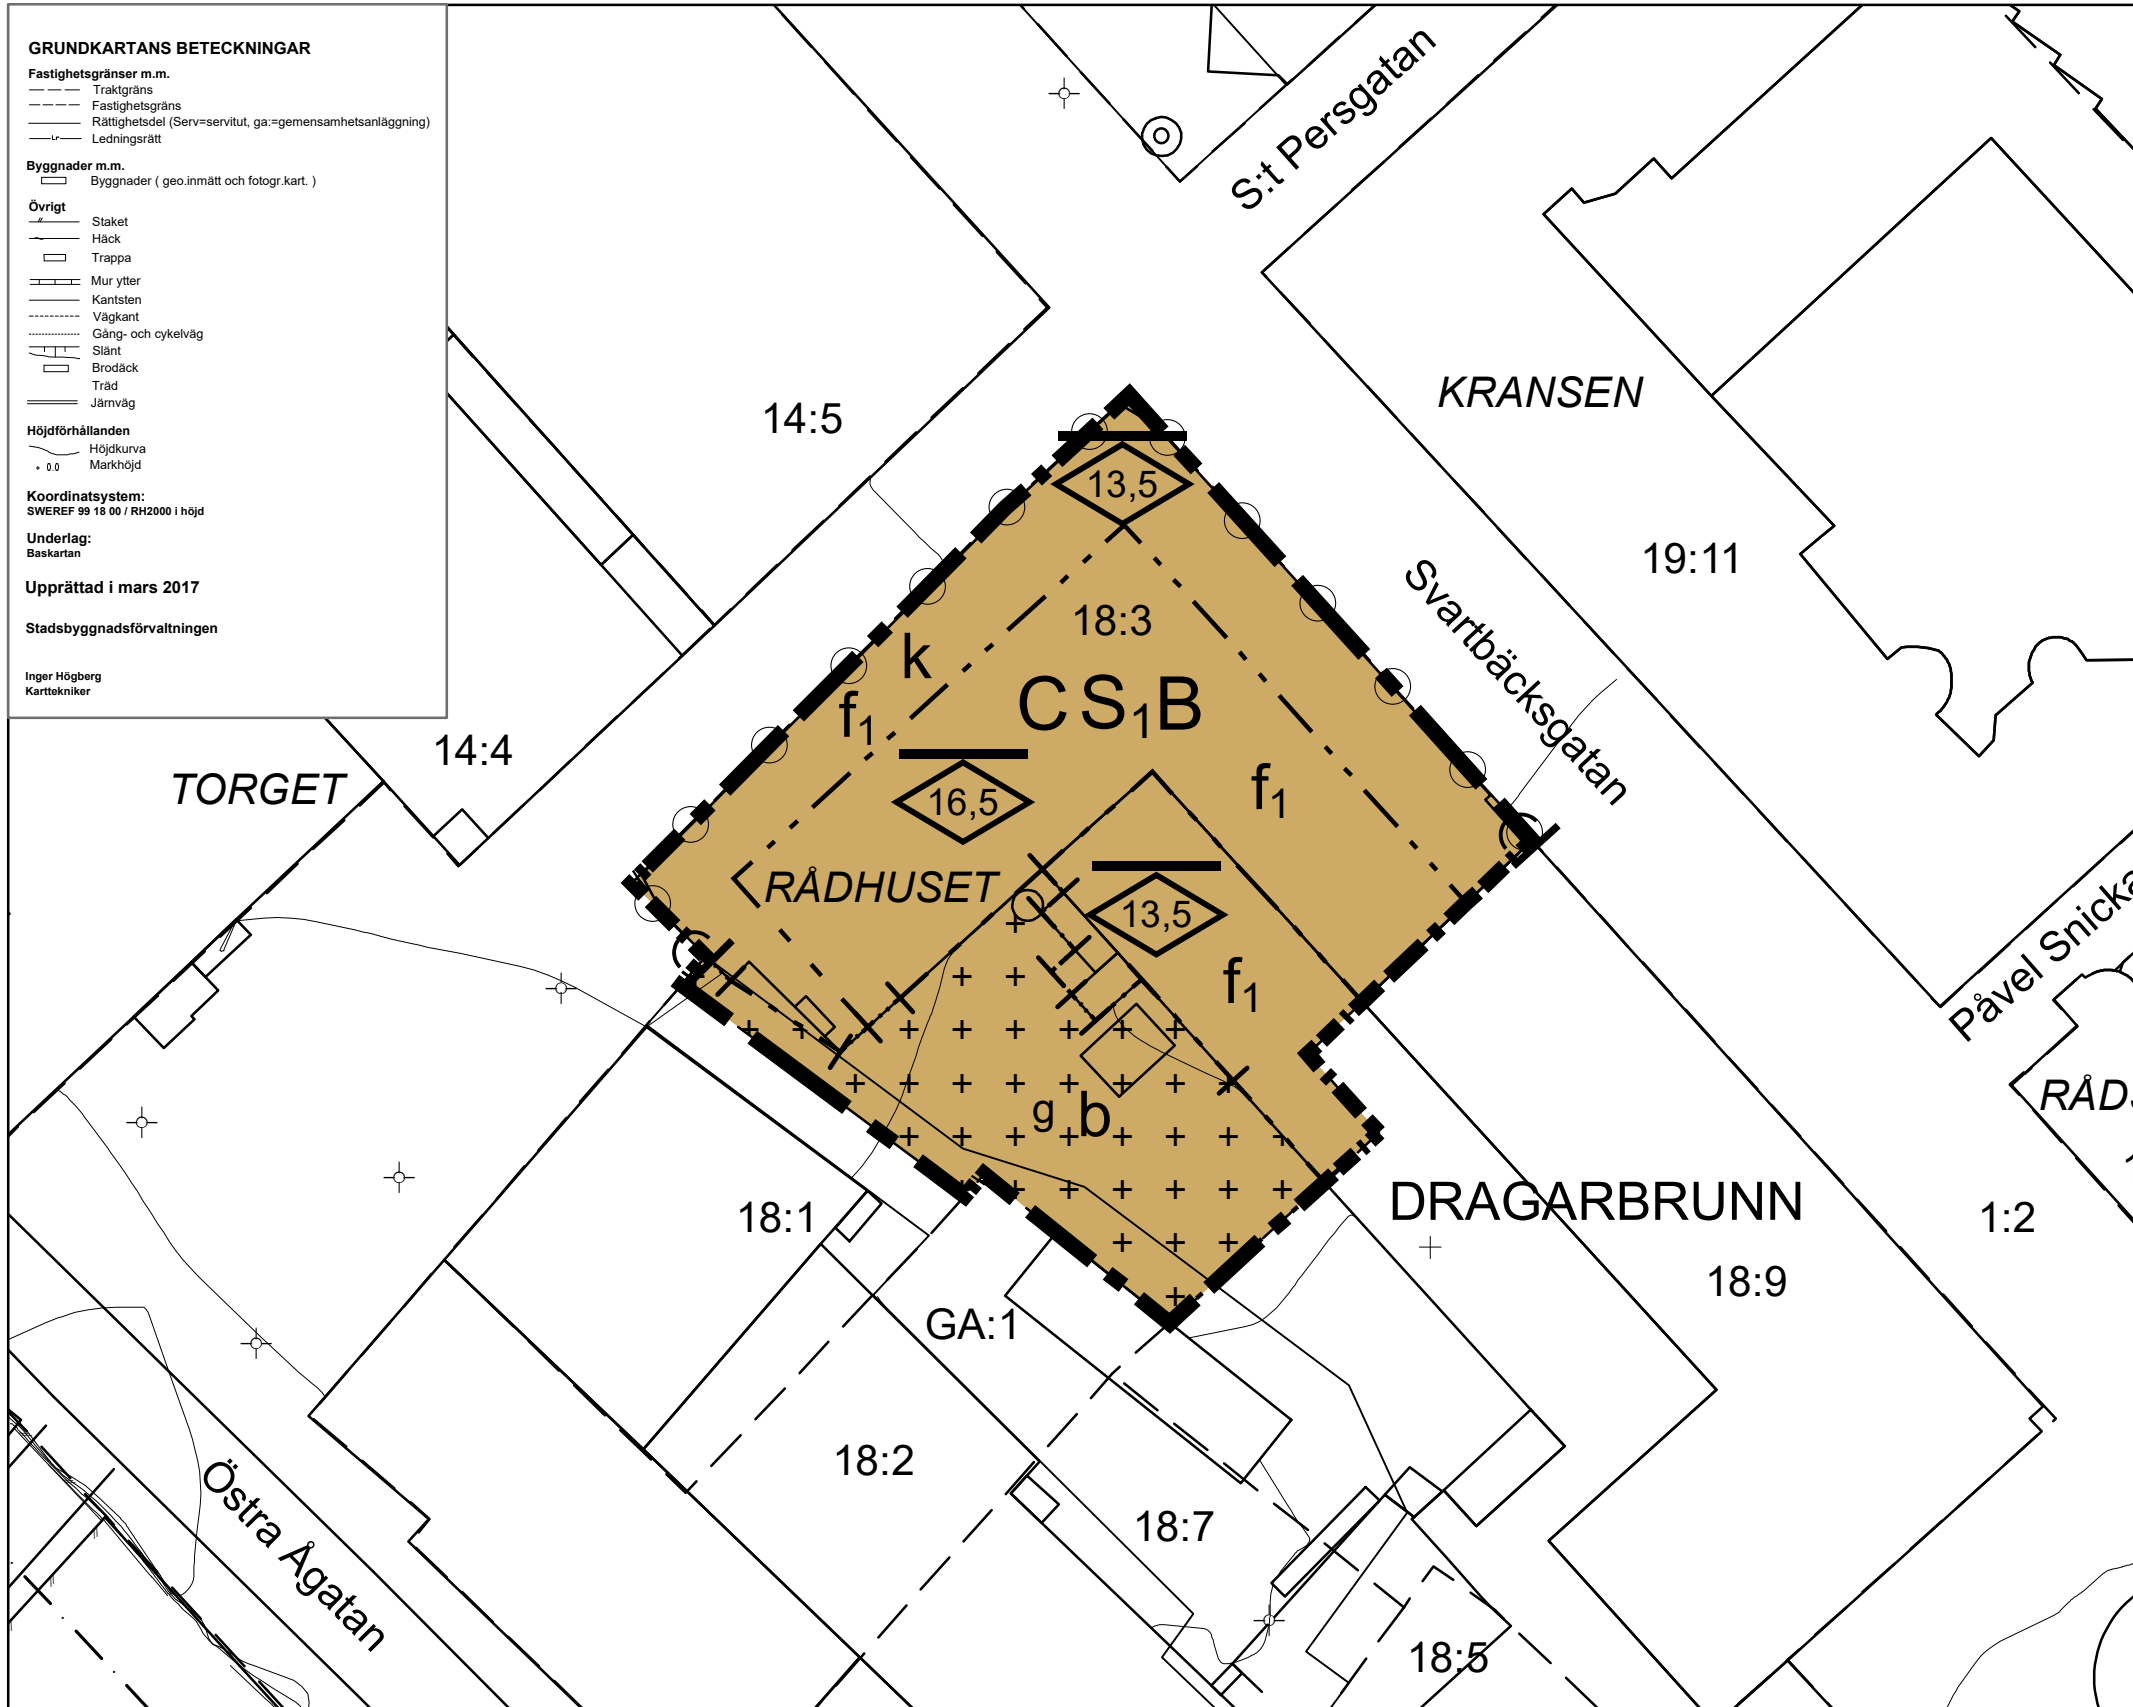 GRUNDKARTANS BETECKNINGAR
Fastighetsgränser m.m.
Traktgräns
Fastighetsgräns
Rättighetsdel (Serv=servitut, ga:=gemensamhetsanläggning)
Lr
Ledningsrätt
Byggnader m.m.
Byggnader ( geo.inmätt och fotogr.kart. )
Övrigt
Staket
Häck
Trappa
Mur ytter
Kantsten
Vägkant
Gång- och cykelväg
Slänt
Brodäck
Träd
Järnväg
Höjdförhållanden
Höjdkurva
+ 0.0 Markhöjd
Koordinatsystem:
SWEREF 99 18 00 / RH2000 i höjd
Underlag:
Baskartan
Upprättad i mars 2017
Stadsbyggnadsförvaltningen
Inger Högberg
Karttekniker
S:t Persgatan
KRANSEN
14:5
13,5
19:11
Svartbäcksgatan
18:3
k
CS1B
f1
14:4
TORGET
16,5
f1
RÅDHUSET
13,5
f1
Påvel Snicka
RÅDS
g b
18:1
DRAGARBRUNN
1:2
18:9
GA:1
18:2
Östra Ågatan
18:7
18:5